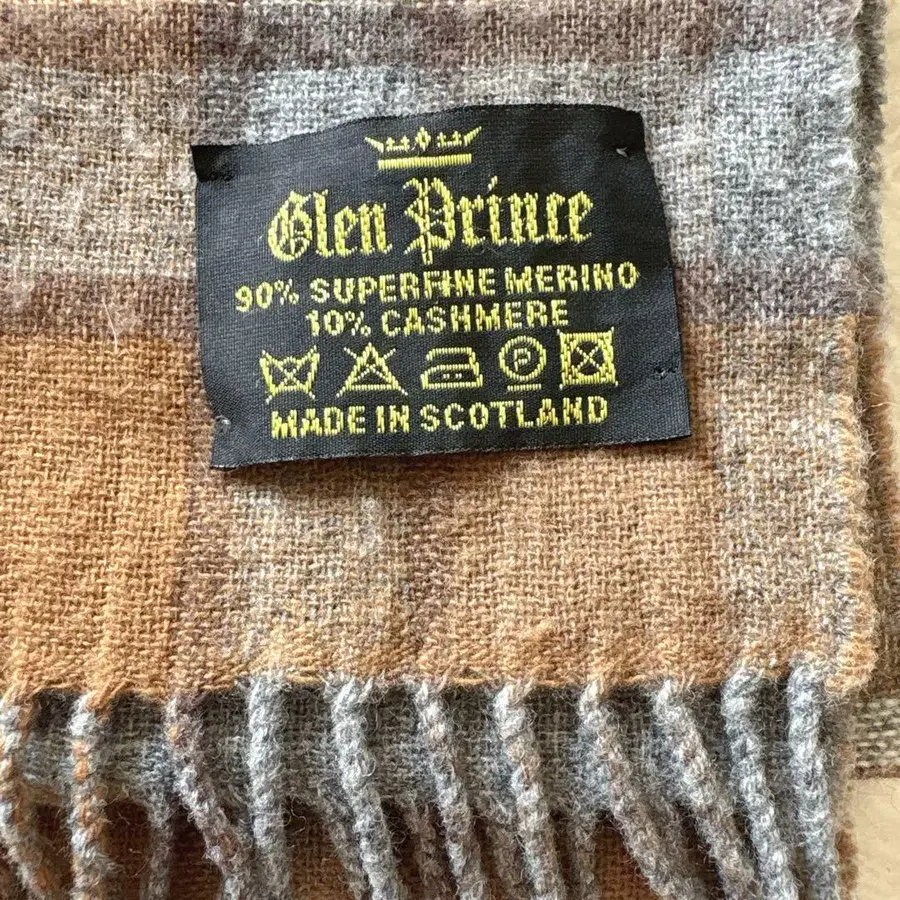 Glen Prince
90% SUPERFINE MERINO
10% CASHMERE
P
MADE IN SCOTLAND